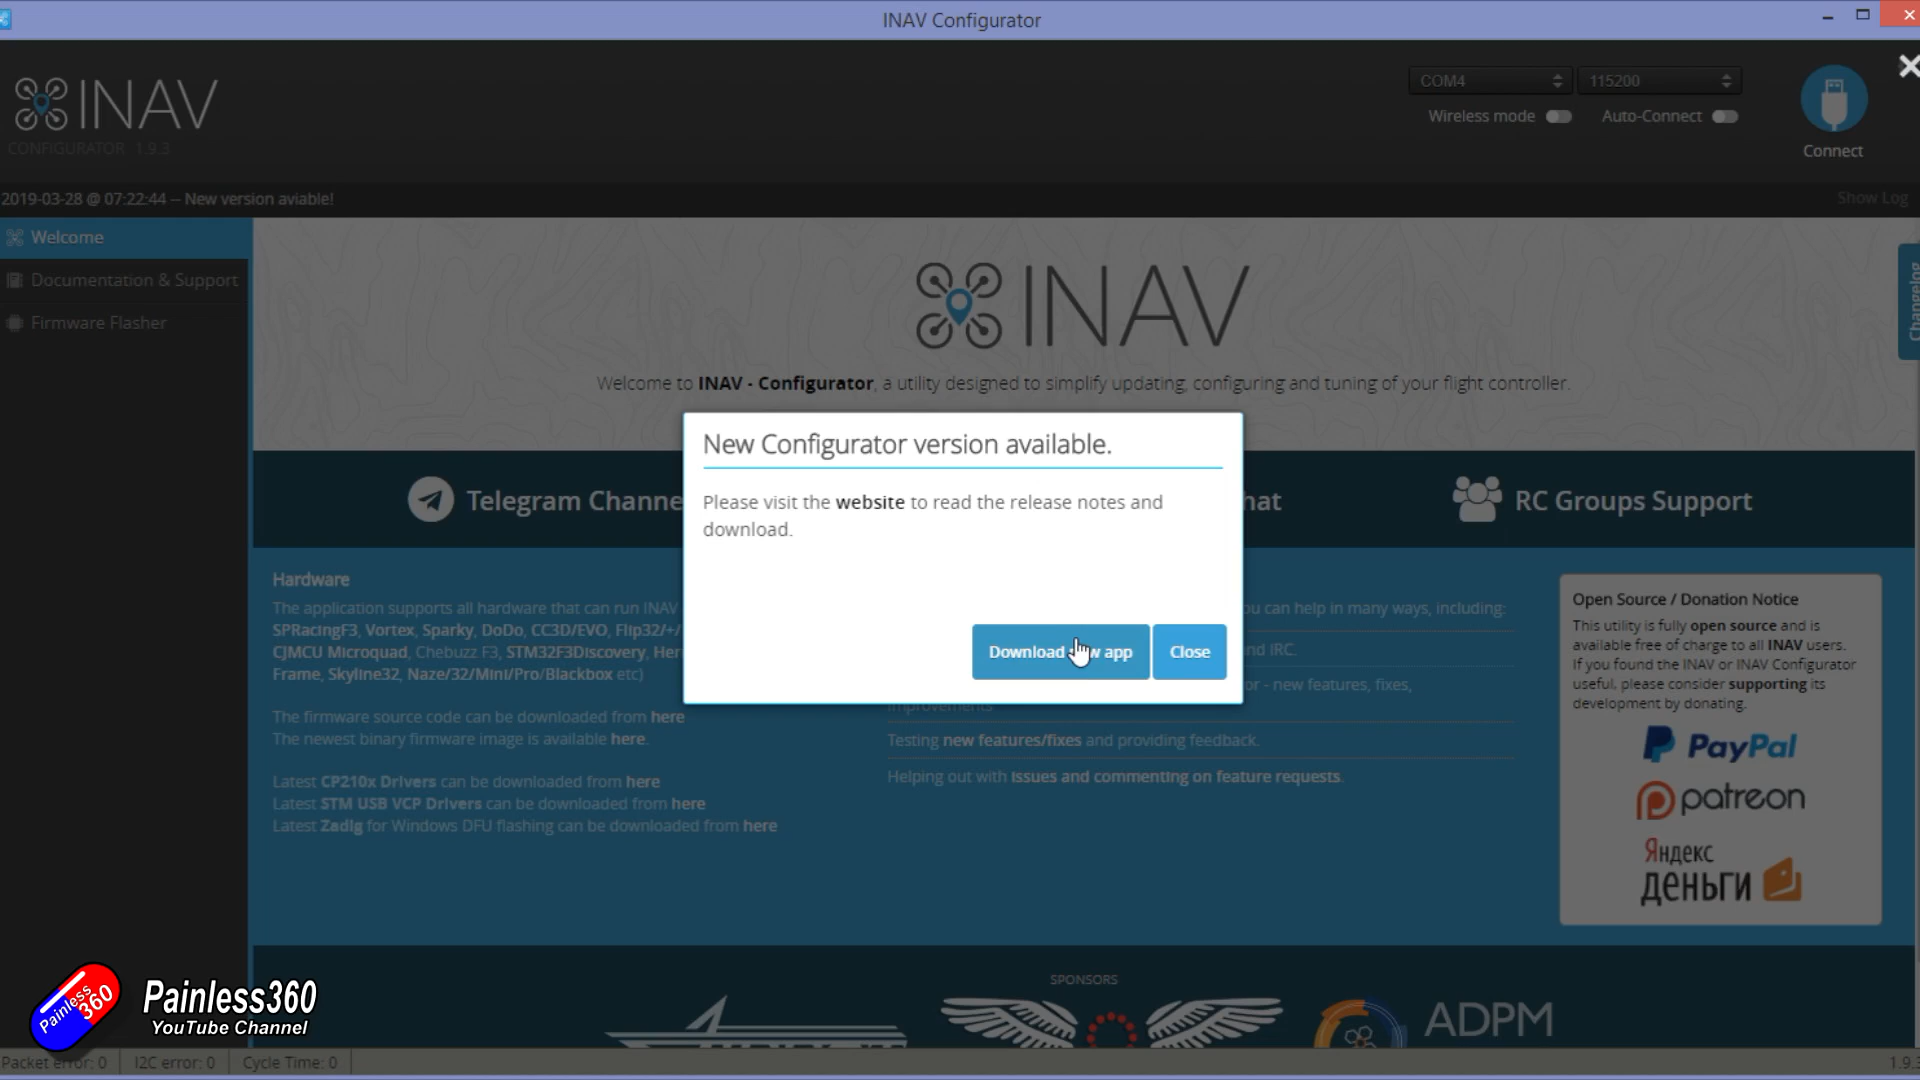 INAV Configurator
INAV
CONFIGURATOR 1.9.3
COM4
115200
Wireless mode
Auto-Connect
Connect
2019-03-28 @ 07:22:44 -- New version aviable!
Show Log
Welcome
Documentation & Support
Firmware Flasher
INAV
Changelog
Welcome to INAV - Configurator, a utility designed to simplify updating, configuring and tuning of your flight controller.
New Configurator version available.
Please visit the website to read the release notes and
download.
Download app
Close
Telegram
RC Groups Support
Hardware
The application supports all hardware that can run INAV
SPRacingF3, Vortex, Sparky, DoDo, CC3D/EVO, Flip32/+/
CJMCU Microquad, Chebuzz F3, STM32F3Discovery,
Frame, Skyline32, Naze/32/Mini/Pro/Blackbox etc)
The firmware source code can be downloaded from here
The newest binary firmware image is available here.
Latest CP210x Drivers can be downloaded from here
Latest STM USB VCP Drivers can be downloaded from here
Latest Zadig for Windows DFU flashing can be downloaded from here
can help in many ways, including:
IRC.
- new features, fixes,
improvements
Testing new features/fixes and providing feedback.
Helping out with issues and commenting on feature requests.
Open Source / Donation Notice
This utility is fully open source and is
available free of charge to all INAV users.
If you found the INAV or INAV Configurator
useful, please consider supporting its
development by donating.
PayPal
patreon
Яндекс
деньги
SPONSORS
ADPM
Painless360
Painless360
YouTube Channel
Packet error: 0
I2C error: 0
Cycle Time: 0